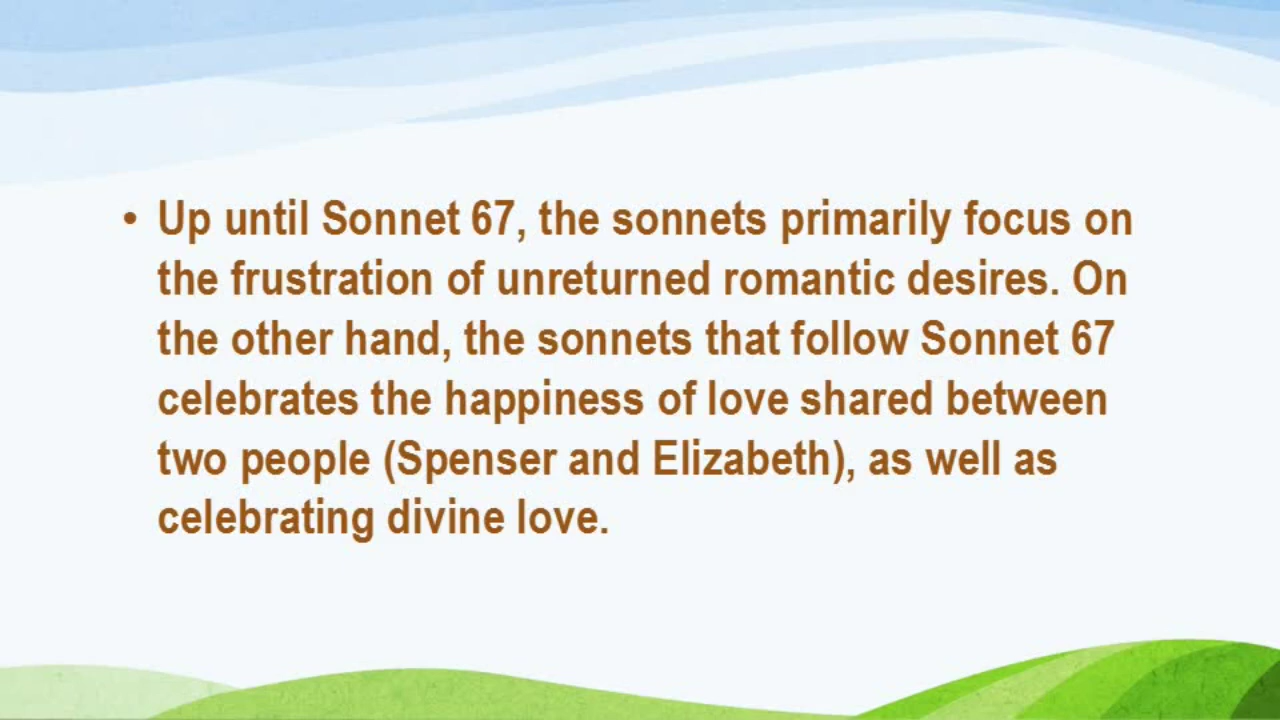 • Up until Sonnet 67, the sonnets primarily focus on
the frustration of unreturned romantic desires. On
the other hand, the sonnets that follow Sonnet 67
celebrates the happiness of love shared between
two people (Spenser and Elizabeth), as well as
celebrating divine love.